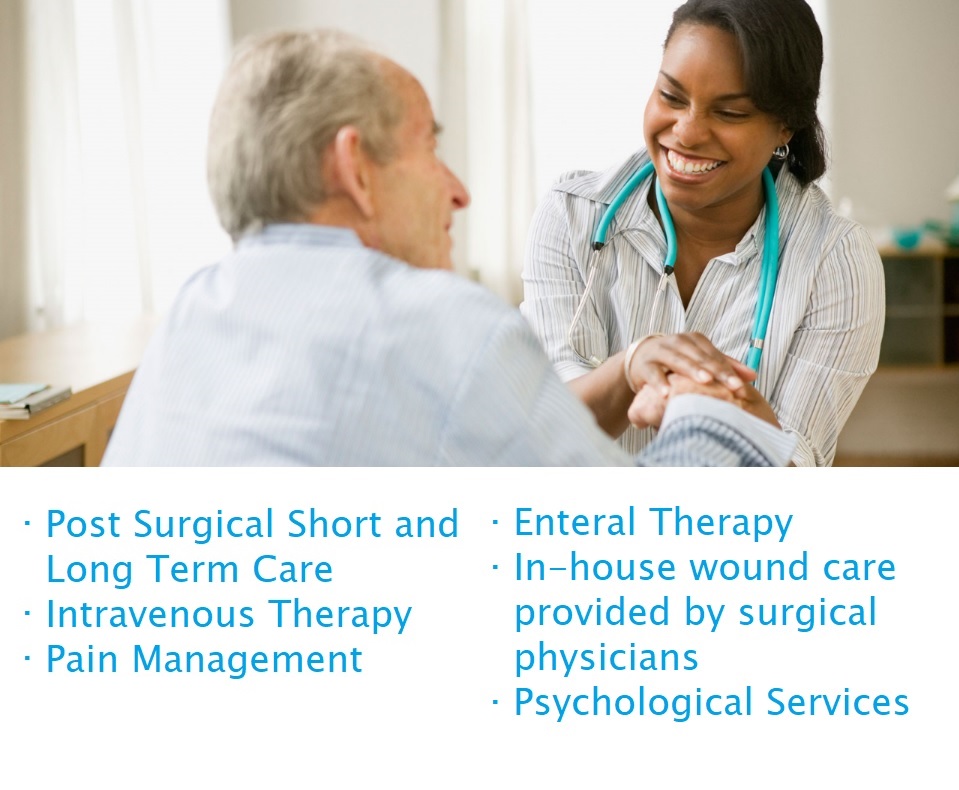 · Post Surgical Short and
Long Term Care
· Intravenous Therapy
· Pain Management
· Enteral Therapy
· In-house wound care
provided by surgical
physicians
· Psychological Services